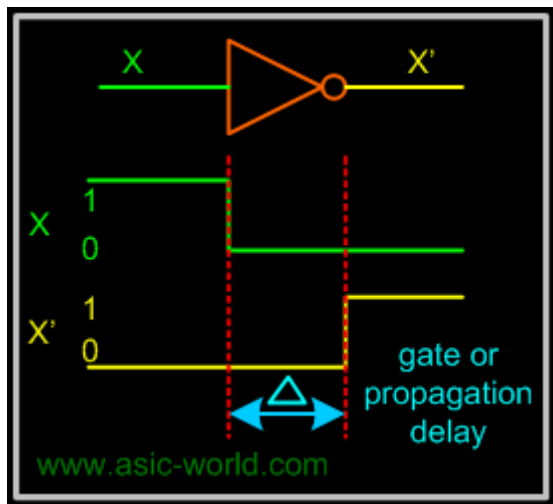 X X'
1
X
0
1
X'
0
Δ
gate or
propagation
delay
www.asic-world.com